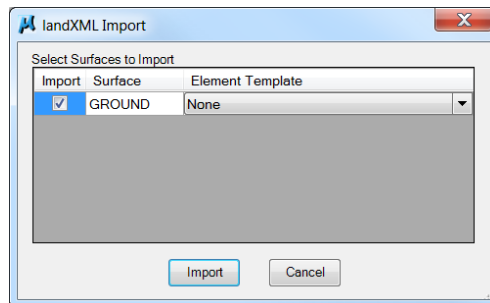 landXML Import
Select Surfaces to Import
Import Surface Element Template
GROUND None
Import Cancel